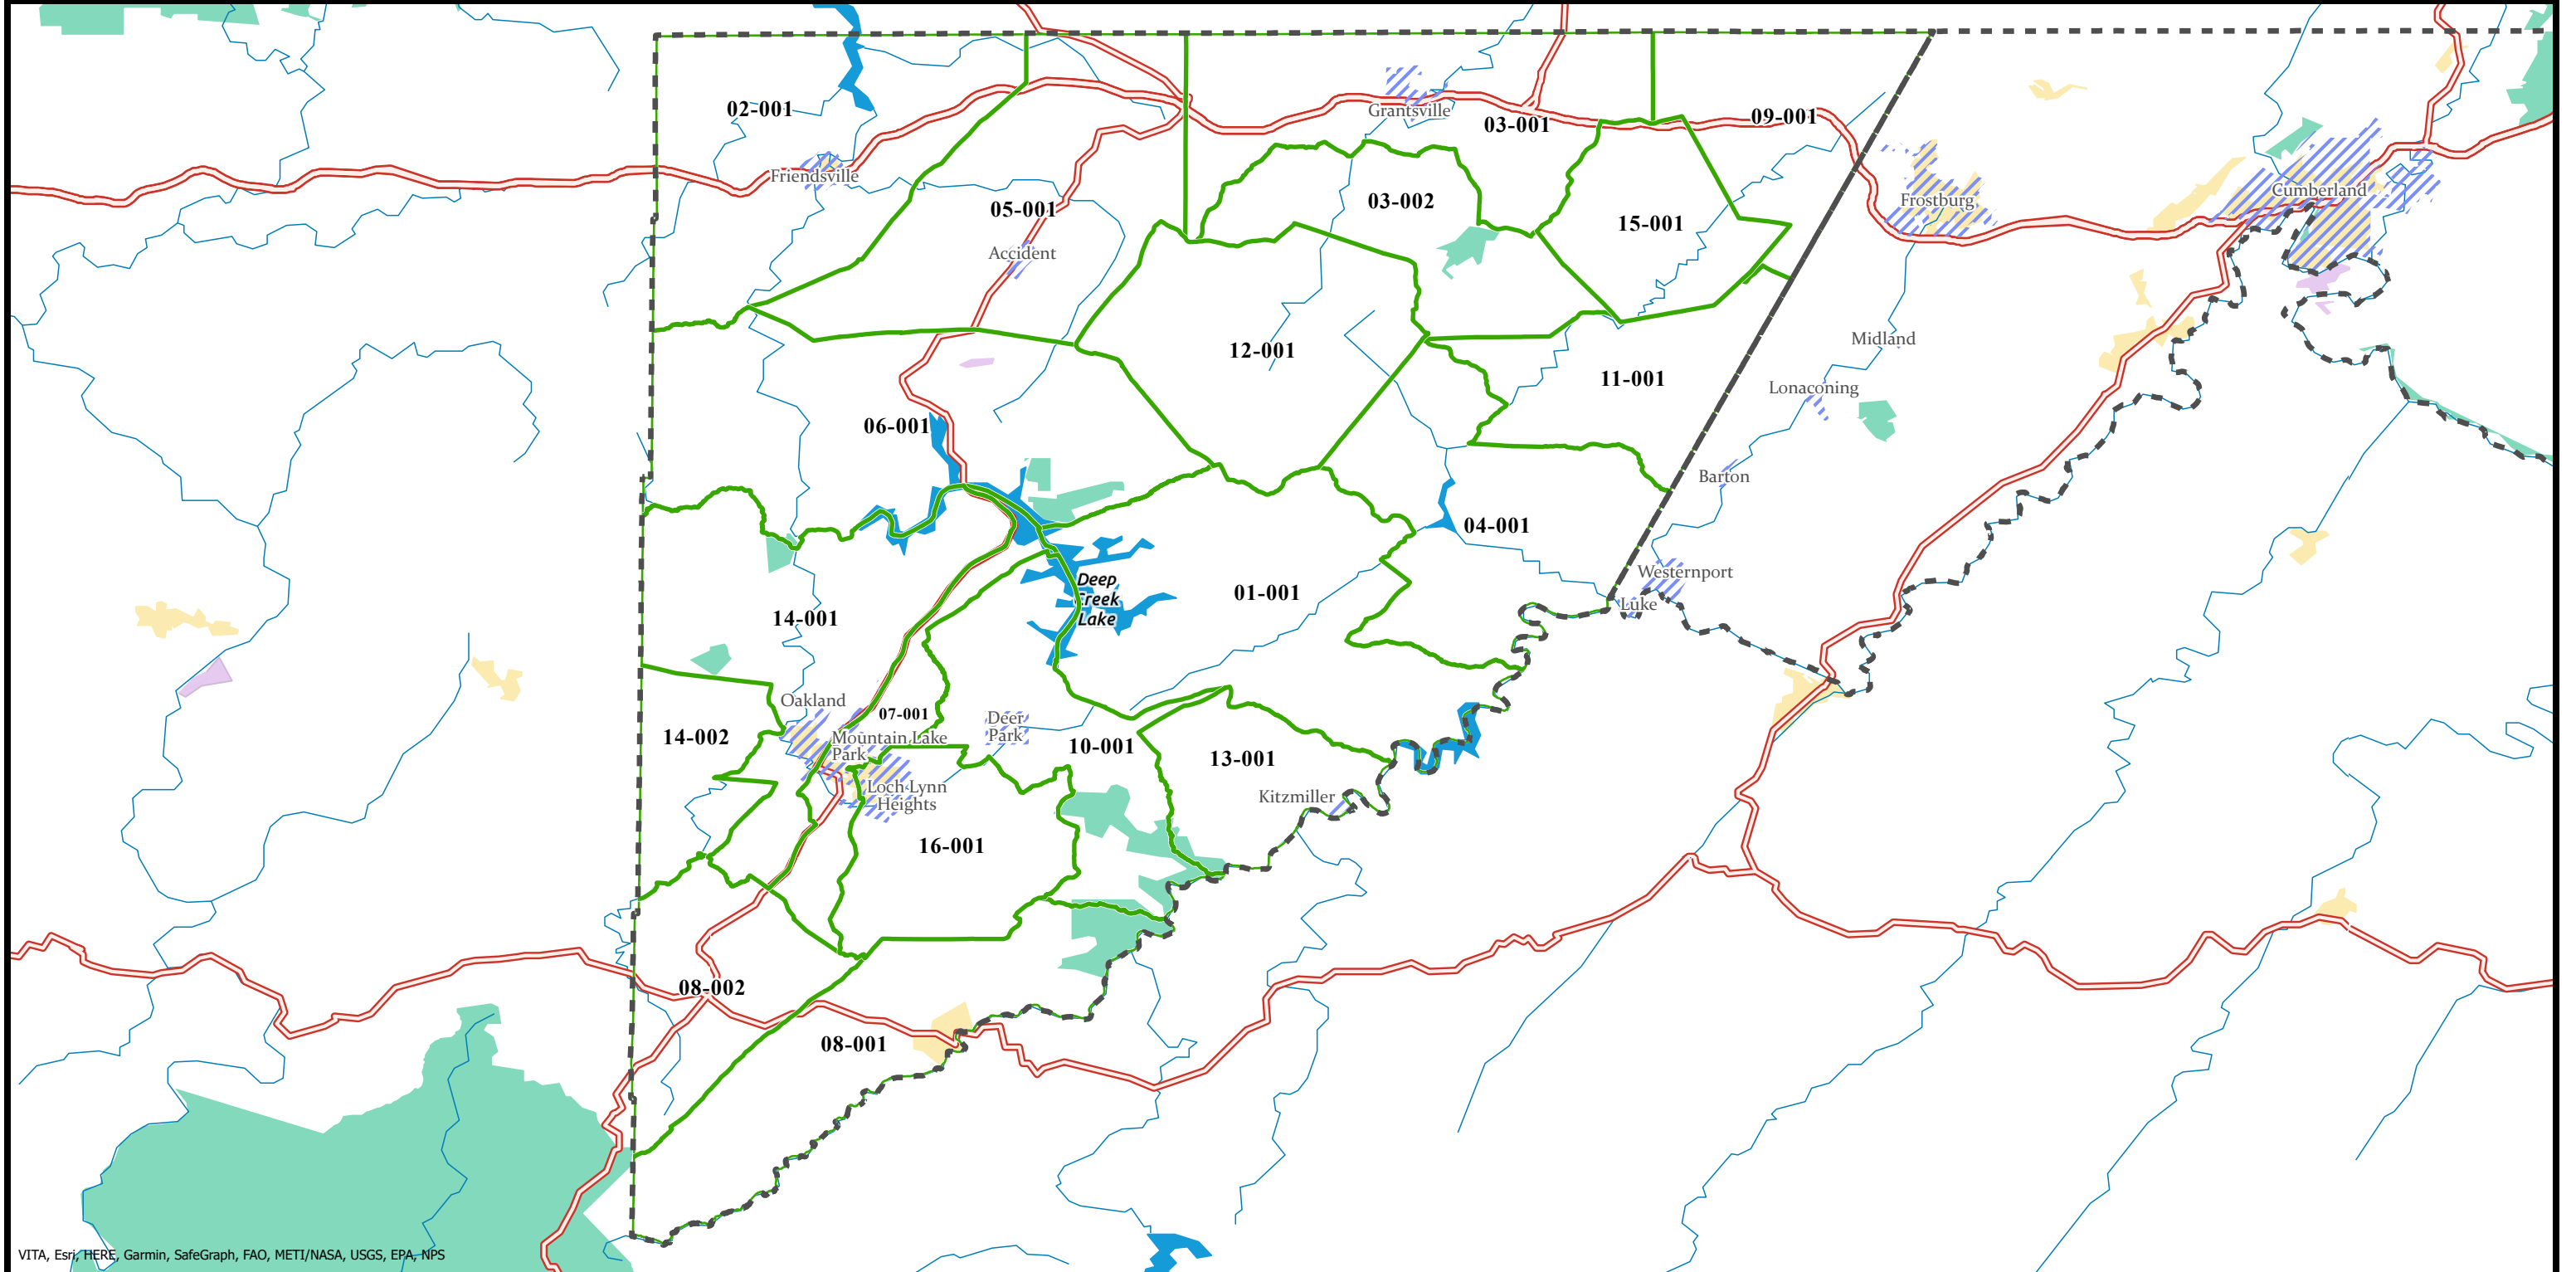 02-001
Grantsville
03-001
09-001
Friendsville
05-001
03-002
15-001
Frostburg
Cumberland
Accident
12-001
11-001
Midland
Lonaconing
06-001
Barton
04-001
Deep
Creek
Lake
01-001
Westernport
Luke
14-001
Oakland
07-001
Deer
Park
14-002
Mountain Lake
Park
10-001
13-001
Loch Lynn
Heights
Kitzmiller
16-001
08-002
08-001
VITA, Esri, HERE, Garmin, SafeGraph, FAO, METI/NASA, USGS, EPA, NPS